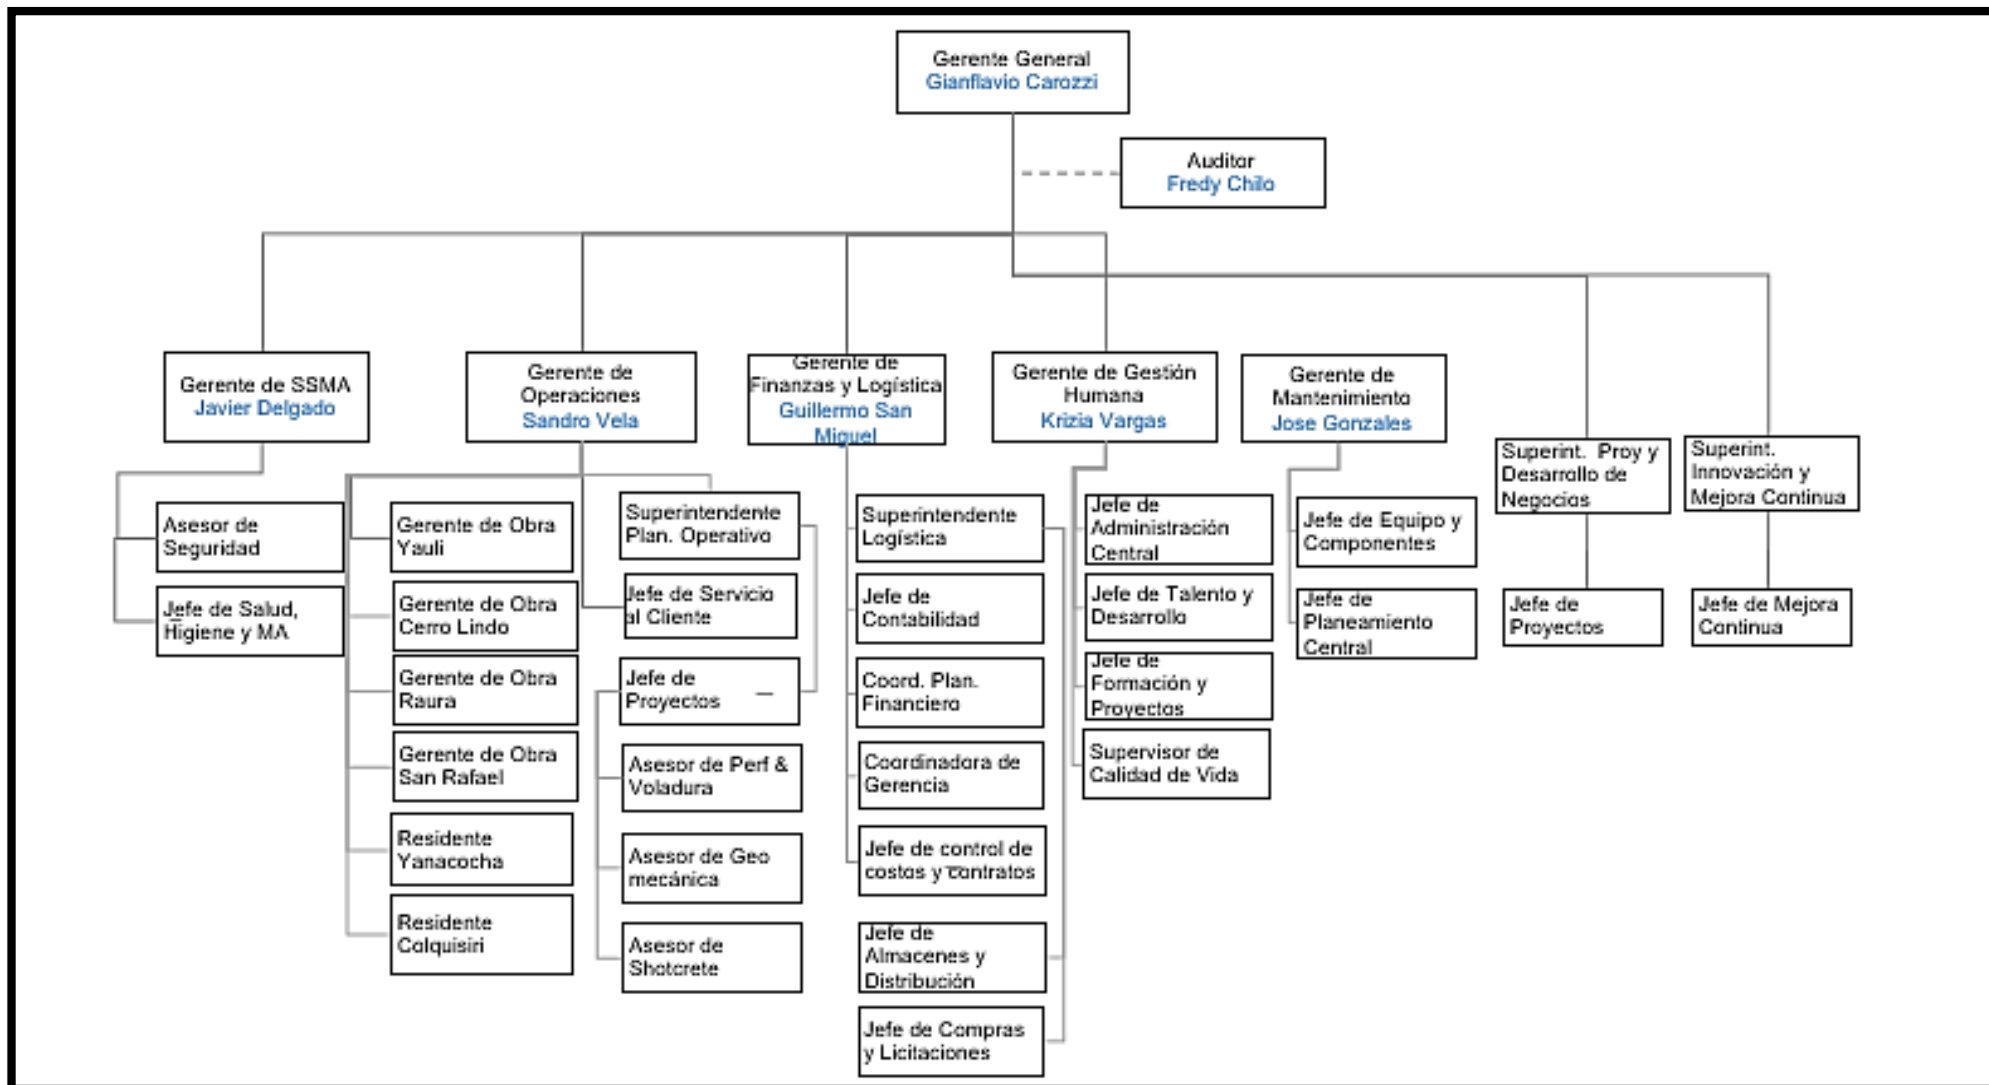 Gerente General
Gianflavio Carozzi
Auditor
Fredy Chilo
Gerente de SSMA
Javier Delgado
Gerente de
Operaciones
Sandro Vela
Gerente de
Finanzas y Logística
Guillermo San
Miguel
Gerente de Gestión
Humana
Krizia Vargas
Gerente de
Mantenimiento
Jose Gonzales
Superint. Proy y
Desarrollo de
Negocios
Superint.
Innovación y
Mejora Continua
Asesor de
Seguridad
Jefe de Salud,
Higiene y MA
Gerente de Obra
Yauli
Gerente de Obra
Cerro Lindo
Gerente de Obra
Raura
Gerente de Obra
San Rafael
Residente
Yanacocha
Residente
Colquisiri
Superintendente
Plan. Operativo
Jefe de Servicio
al Cliente
Jefe de
Proyectos
Asesor de Perf &
Voladura
Asesor de Geo
mecánica
Asesor de
Shotcrete
Superintendente
Logística
Jefe de
Contabilidad
Coord. Plan.
Financiero
Coordinadora de
Gerencia
Jefe de control de
costos y contratos
Jefe de
Almacenes y
Distribución
Jefe de Compras
y Licitaciones
Jefe de
Administración
Central
Jefe de Talento y
Desarrollo
Jefe de
Formación y
Proyectos
Supervisor de
Calidad de Vida
Jefe de Equipo y
Componentes
Jefe de
Planeamiento
Central
Jefe de
Proyectos
Jefe de Mejora
Continua